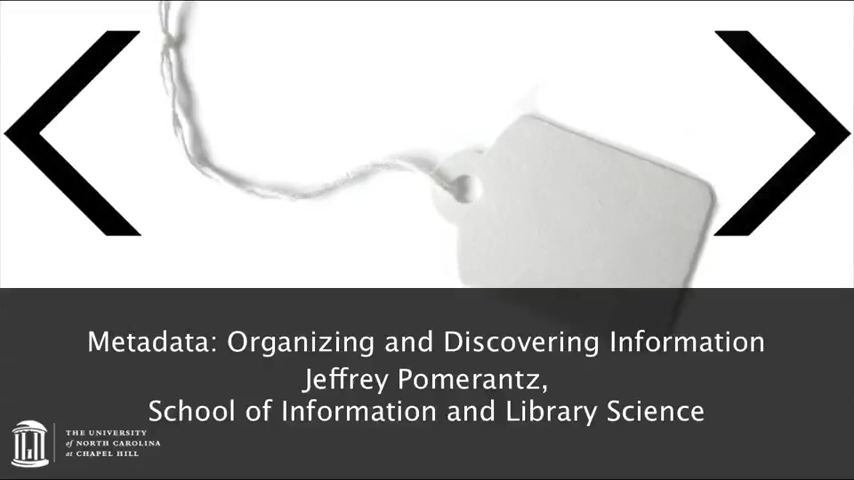 Metadata: Organizing and Discovering Information
Jeffrey Pomerantz,
School of Information and Library Science
THE UNIVERSITY
of NORTH CAROLINA
at CHAPEL HILL